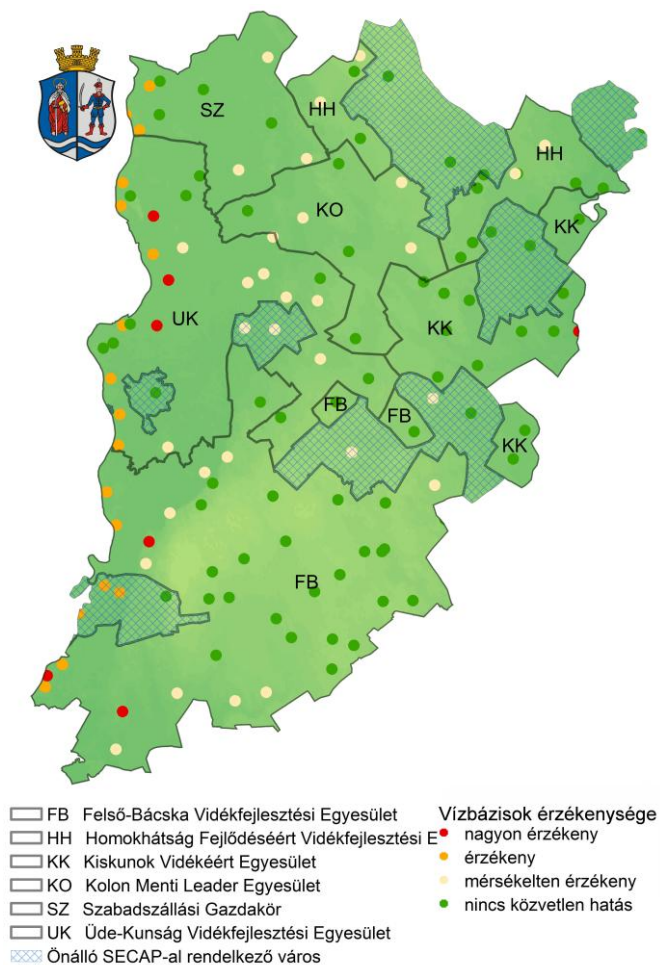 SZ
HH
HH
KO
KK
UK
KK
FB
FB
KK
FB
FB Felső-Bácska Vidékfejlesztési Egyesület
HH Homokhátság Fejlődéséért Vidékfejlesztési E
KK Kiskunok Vidékéért Egyesület
KO Kolon Menti Leader Egyesület
SZ Szabadszállási Gazdakör
UK Üde-Kunság Vidékfejlesztési Egyesület
Önálló SECAP-al rendelkező város
Vízbázisok érzékenysége
nagyon érzékeny
érzékeny
mérsékelten érzékeny
nincs közvetlen hatás